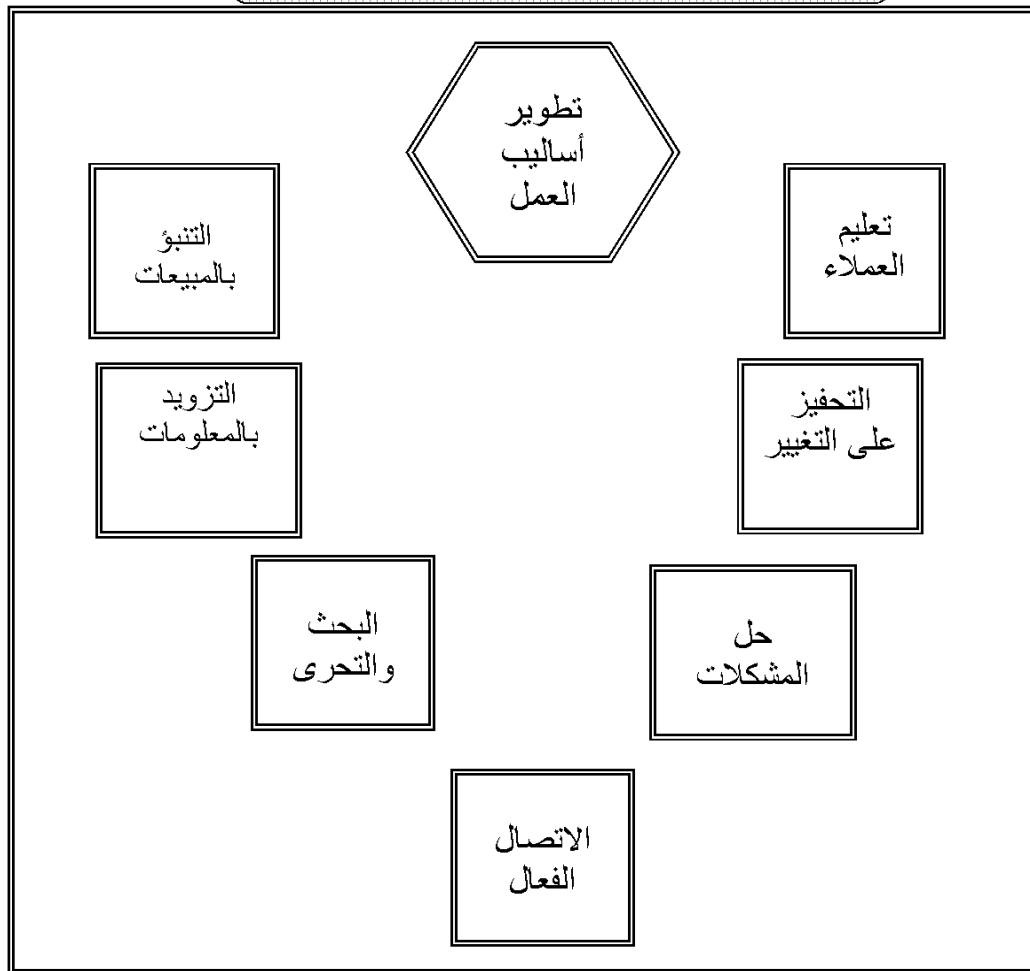 تطوير
أساليب
العمل
تعليم
العملاء
التنبؤ
بالمبيعات
التحفيز
على التغيير
التزويد
بالمعلومات
حل
المشكلات
البحث
والتحرى
الاتصال
الفعال